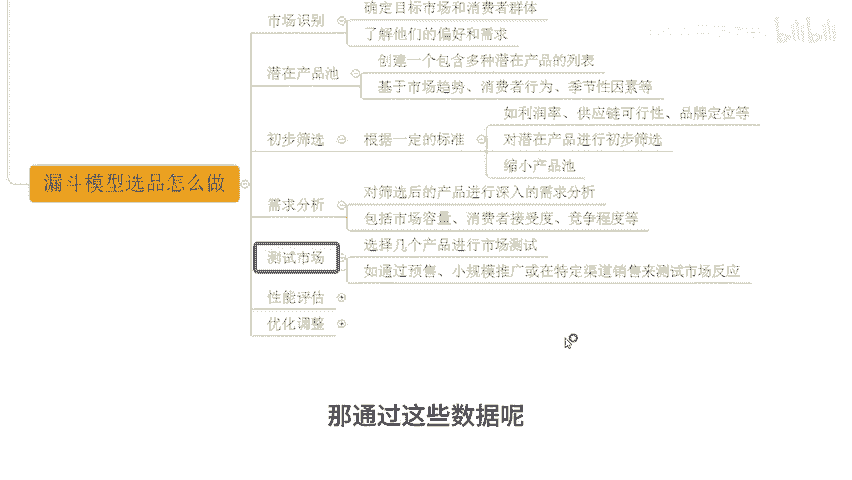 市场识别
确定目标市场和消费者群体
了解他们的偏好和需求
潜在产品池
创建一个包含多种潜在产品的列表
基于市场趋势、消费者行为、季节性因素等
初步筛选
根据一定的标准
如利润率、供应链可行性、品牌定位等
对潜在产品进行初步筛选
缩小产品池
漏斗模型选品怎么做
需求分析
对筛选后的产品进行深入的需求分析
包括市场容量、消费者接受度、竞争程度等
测试市场
选择几个产品进行市场测试
如通过预售、小规模推广或在特定渠道销售来测试市场反应
性能评估
优化调整
那通过这些数据呢
bilibili